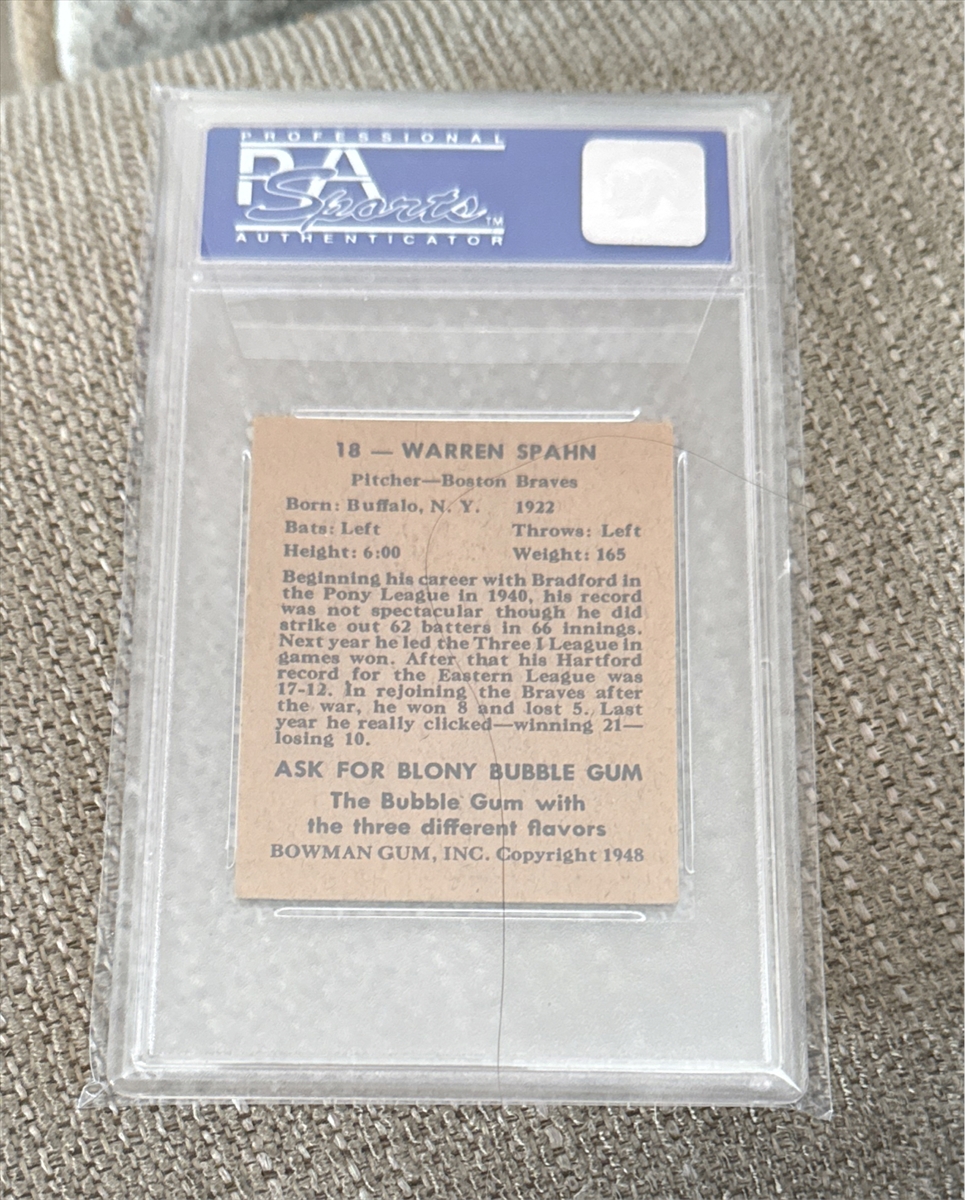 PROFESSIONAL
PSA
Sports™
AUTHENTICATOR
18 — WARREN SPAHN
Pitcher—Boston Braves
Born: Buffalo, N. Y. 1922
Bats: Left Throws: Left
Height: 6:00 Weight: 165
Beginning his career with Bradford in
the Pony League in 1940, his record
was not spectacular though he did
strike out 62 batters in 66 innings.
Next year he led the Three I League in
games won. After that his Hartford
record for the Eastern League was
17-12. In rejoining the Braves after
the war, he won 8 and lost 5. Last
year he really clicked—winning 21—
losing 10.
ASK FOR BLONY BUBBLE GUM
The Bubble Gum with
the three different flavors
BOWMAN GUM, INC. Copyright 1948